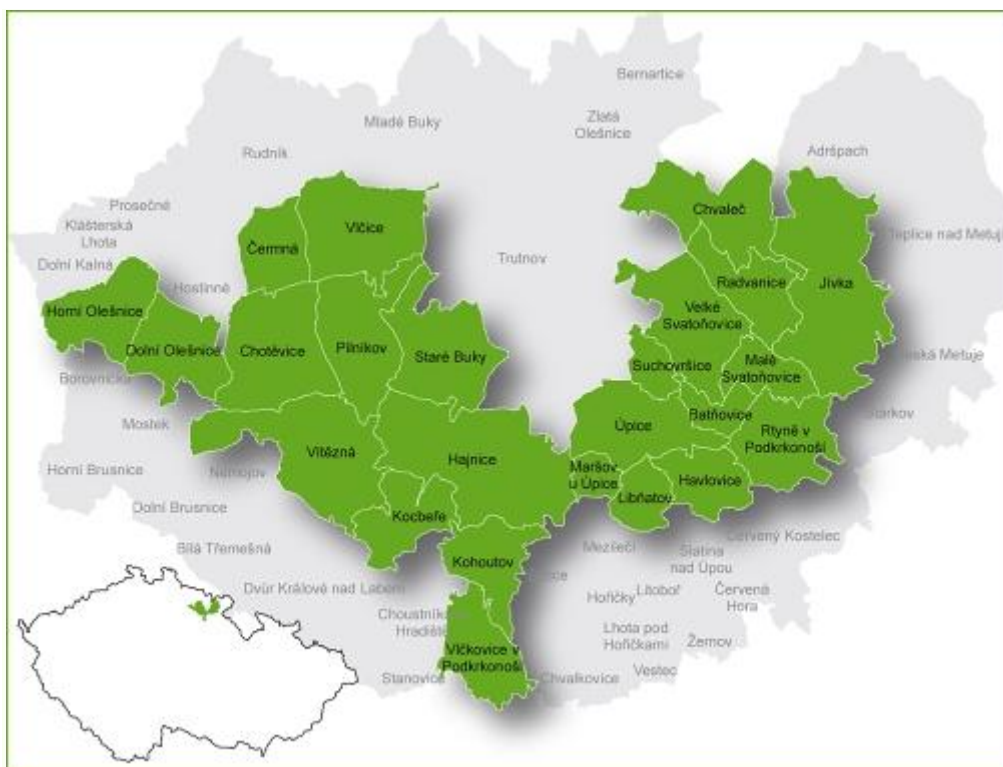 Bernartice
Zlatá
Olešnice
Mladé Buky
Rudník
Adršpach
Prosečné
Klášterská
Lhota
Dolní Kalná
Chvaleč
Vlčice
Čermná
Teplice nad Metují
Trutnov
Hostinné
Radvanice
Jívka
Horní Olešnice
Velké
Svatoňovice
Dolní Olešnice
Chotěvice
Pilníkov
Staré Buky
Suchovršice
Malé
Svatoňovice
Borovnička
Mostek
Batňovice
Úpice
Rtyně v
Podkrkonoší
Vítězná
Hajnice
Horní Brusnice
Maršov
u Úpice
Havlovice
Libňatov
Dolní Brusnice
Kocbeře
Bílá Třemešná
Mezilečí
Červený Kostelec
Slatina
nad Úpou
Kohoutov
Dvůr Králové nad Labem
Hořičky
Litoboř
Červená
Hora
Choustníkovo
Hradiště
Lhota pod
Hořičkami
Žernov
Vlčkovice v
Podkrkonoší
Stanovice
Chvalkovice
Vestec